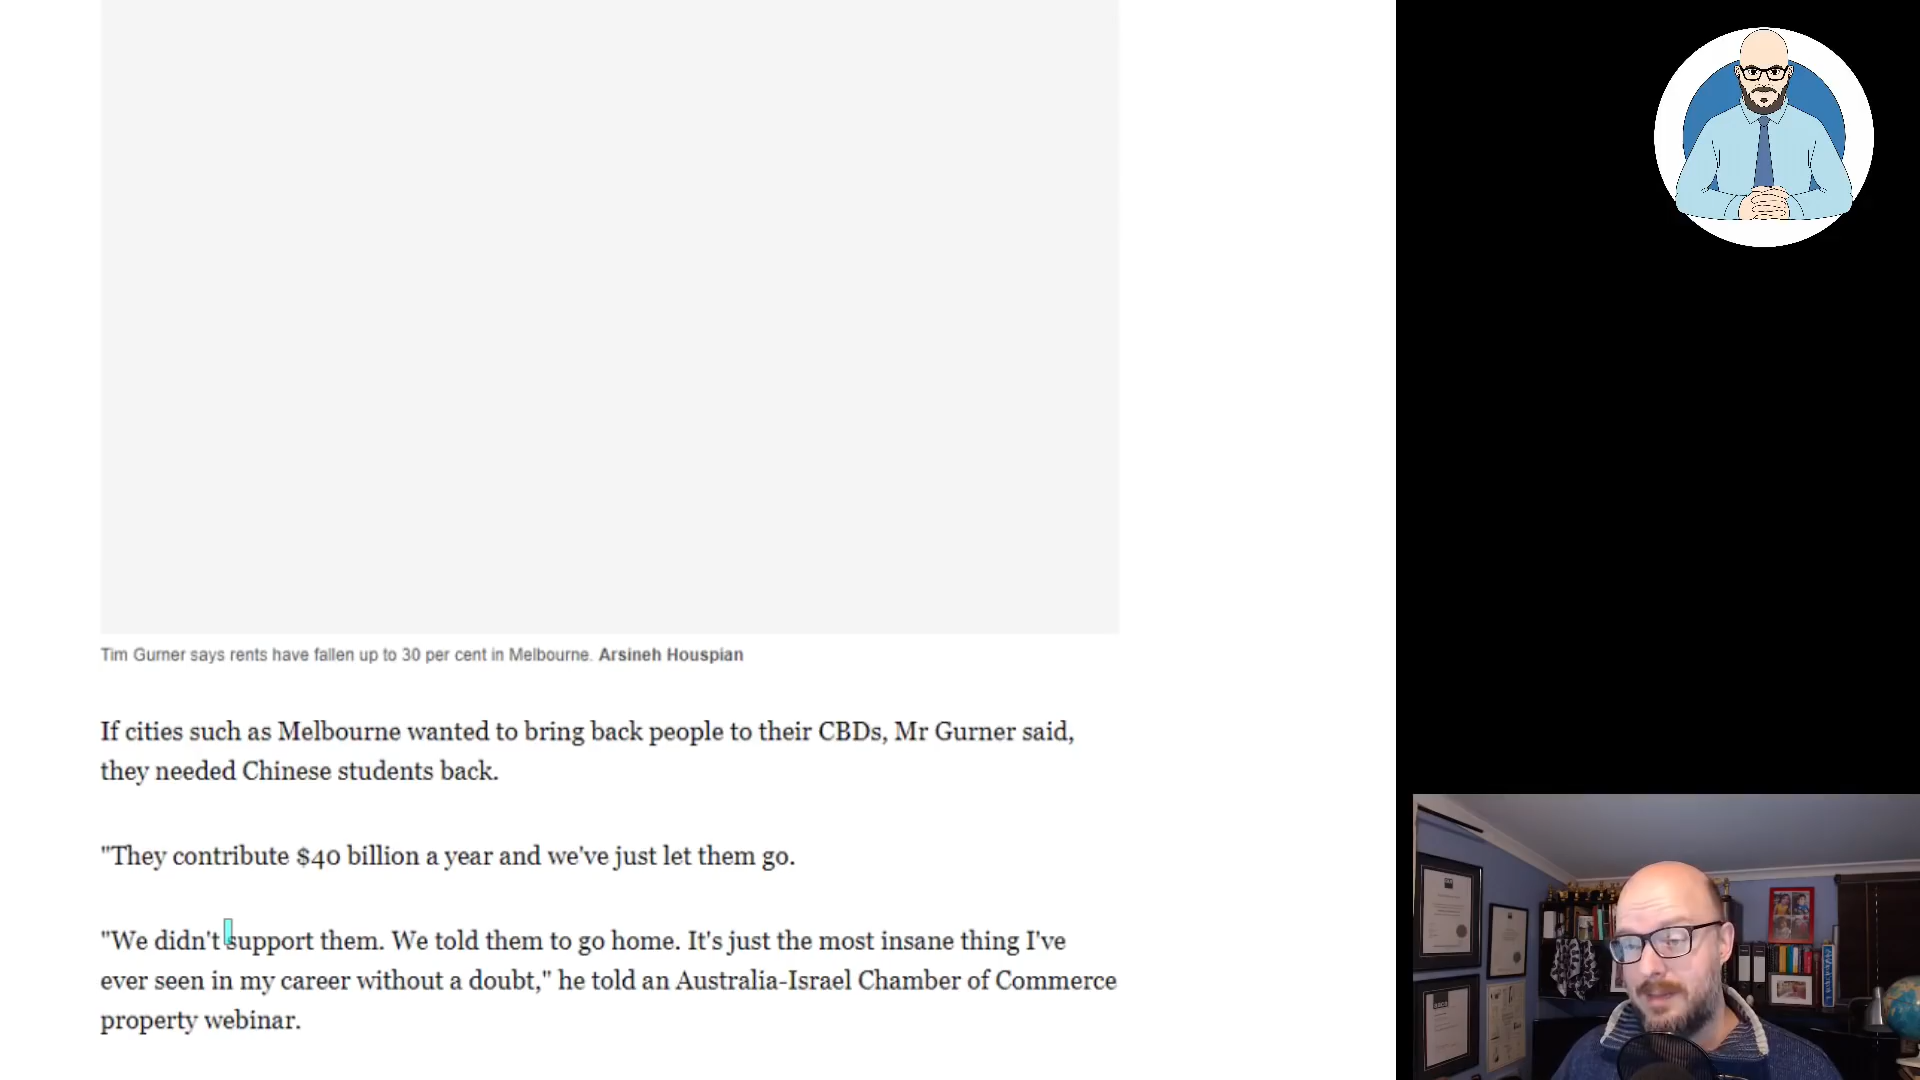 Tim Gurner says rents have fallen up to 30 per cent in Melbourne. Arsineh Houspian
If cities such as Melbourne wanted to bring back people to their CBDs, Mr Gurner said,
they needed Chinese students back.
"They contribute $40 billion a year and we've just let them go.
"We didn't support them. We told them to go home. It's just the most insane thing I've
ever seen in my career without a doubt," he told an Australia-Israel Chamber of Commerce
property webinar.